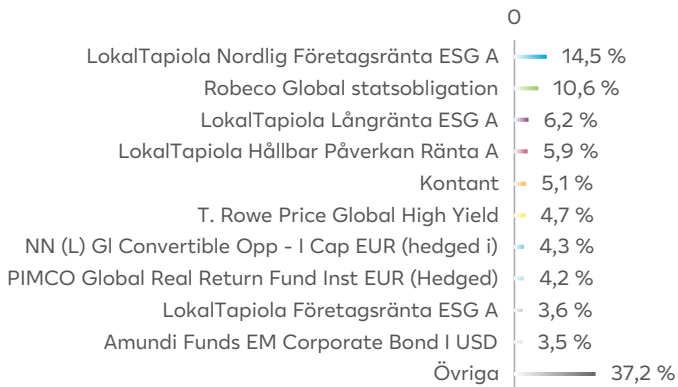 0
LokalTapiola Nordlig Företagsränta ESG A 14,5 %
Robeco Global statsobligation 10,6 %
LokalTapiola Långränta ESG A 6,2 %
LokalTapiola Hållbar Påverkan Ränta A 5,9 %
Kontant 5,1 %
T. Rowe Price Global High Yield 4,7 %
NN (L) Gl Convertible Opp - I Cap EUR (hedged i) 4,3 %
PIMCO Global Real Return Fund Inst EUR (Hedged) 4,2 %
LokalTapiola Företagsränta ESG A 3,6 %
Amundi Funds EM Corporate Bond I USD 3,5 %
Övriga 37,2 %